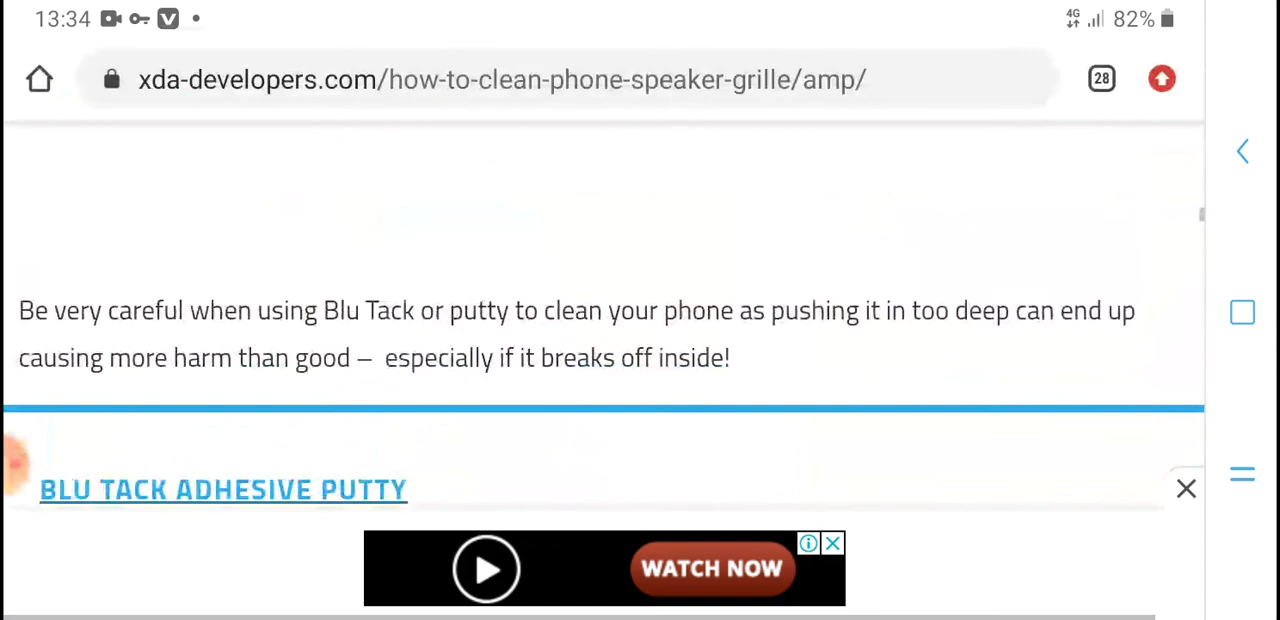 13:34
4G 82%
xda-developers.com/how-to-clean-phone-speaker-grille/amp/
28
Be very careful when using Blu Tack or putty to clean your phone as pushing it in too deep can end up
causing more harm than good – especially if it breaks off inside!
BLU TACK ADHESIVE PUTTY
WATCH NOW